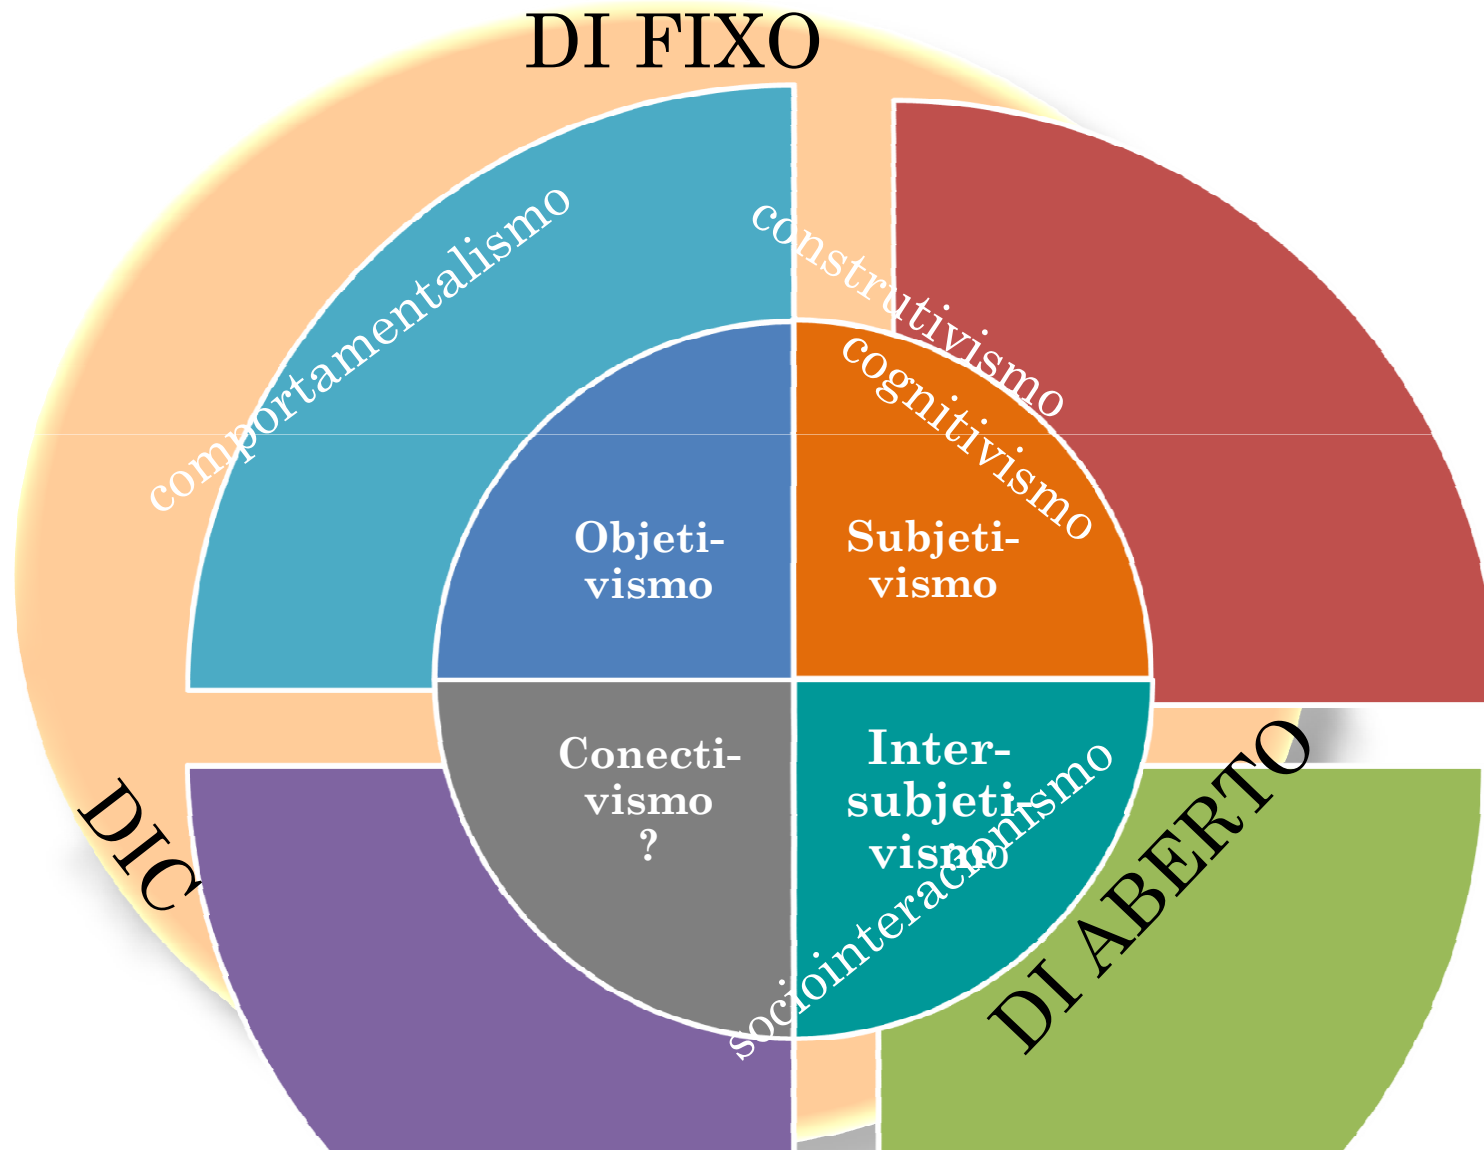 DI FIXO
comportamentalismo
construtivismo
cognitivismo
Objeti-
vismo
Subjeti-
vismo
Conecti-
vismo
?
Inter-
subjeti-
vismo
sociointeracionismo
DIC
DI ABERTO